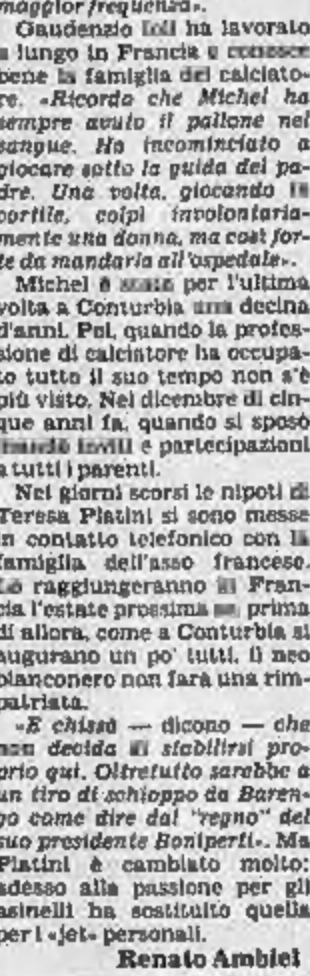 maggior frequenza».
Gaudenzio Ioli ha lavorato
a lungo in Francia e conosce
bene la famiglia del calciato-
re. «Ricordo che Michel ha
sempre avuto il pallone nel
sangue. Ha incominciato a
giocare sotto la guida del pa-
dre. Una volta, giocando in
cortile, colpì involontaria-
mente una donna, ma così for-
te da mandarla all'ospedale».
Michel è stato per l'ultima
volta a Conturbia una decina
d'anni. Poi, quando la profes-
sione di calciatore ha occupa-
to tutto il suo tempo non s'è
più visto. Nel dicembre di cin-
que anni fa, quando si sposò
mandò inviti e partecipazioni
a tutti i parenti.
Nei giorni scorsi le nipoti di
Teresa Platini si sono messe
in contatto telefonico con la
famiglia dell'asso francese.
Lo raggiungeranno in Fran-
cia l'estate prossima se, prima
di allora, come a Conturbia si
augurano un po' tutti, il neo
bianconero non farà una rim-
patriata.
«E chissà — dicono — che
non decida di stabilirsi pro-
prio qui. Oltretutto sarebbe a
un tiro di schioppo da Baren-
go come dire dal "regno" del
suo presidente Boniperti». Ma
Platini è cambiato molto:
adesso alla passione per gli
asinelli ha sostituito quella
per i «jet» personali.
Renato Ambiel